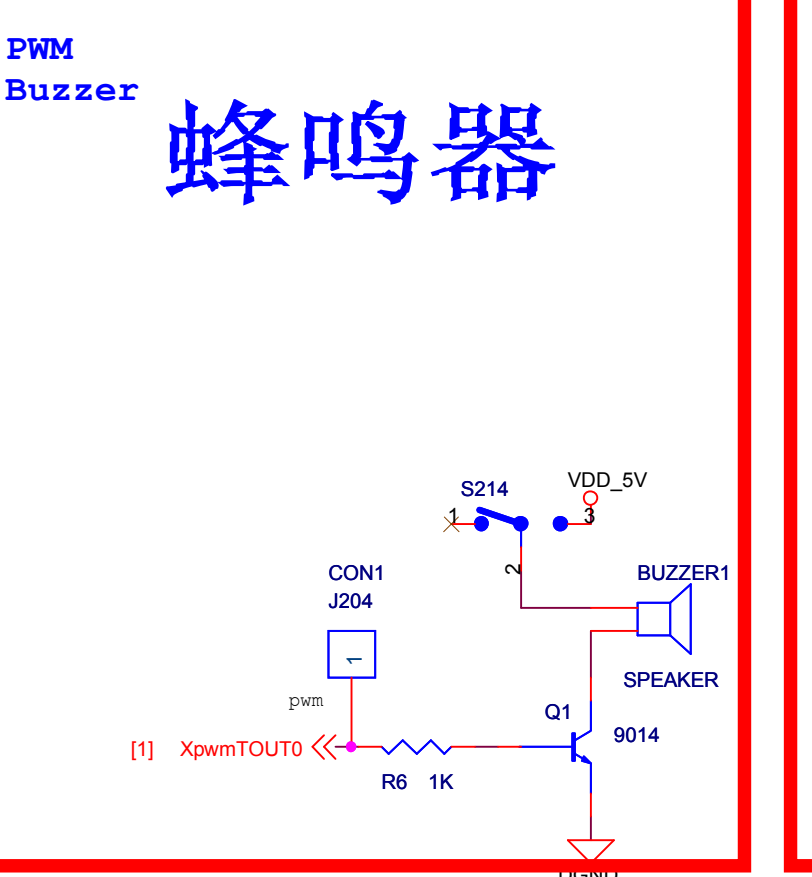 PWM
Buzzer
蜂鸣器
VDD_5V
S214
1
3
2
CON1
J204
BUZZER1
1
SPEAKER
pwm
Q1
9014
[1] XpwmTOUT0
R6 1K